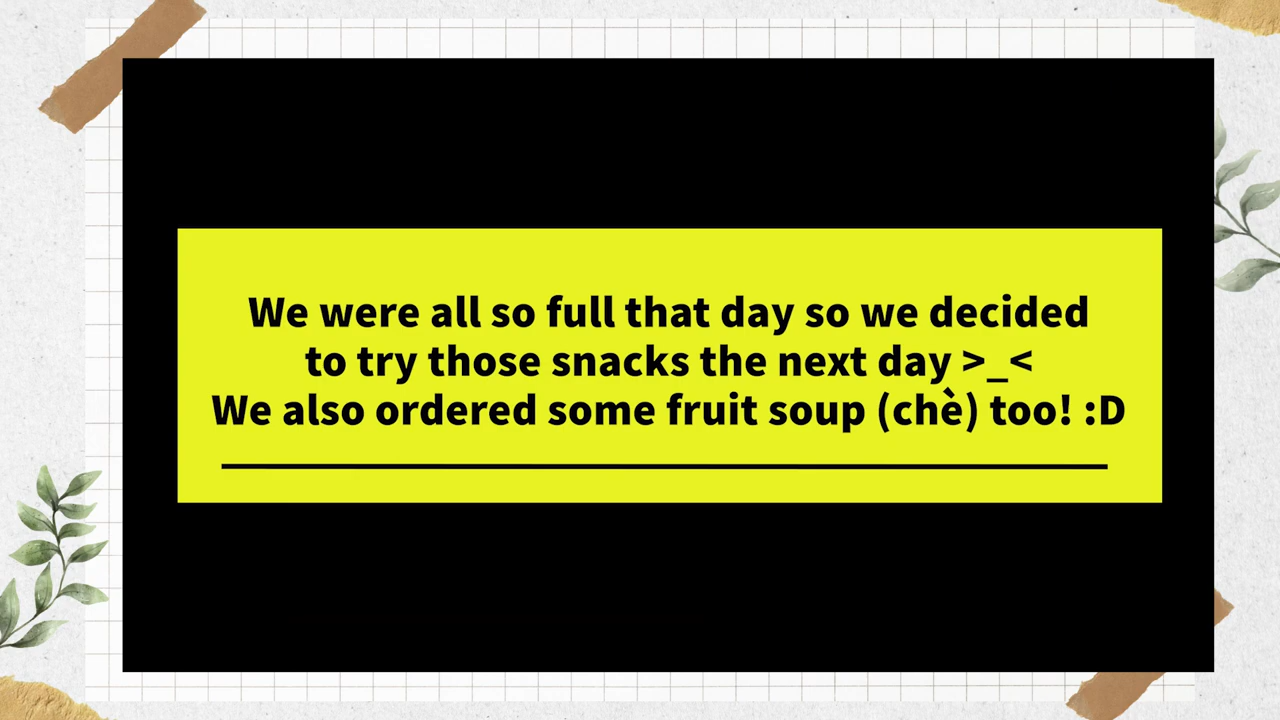 We were all so full that day so we decided
to try those snacks the next day >_<
We also ordered some fruit soup (chè) too! :D